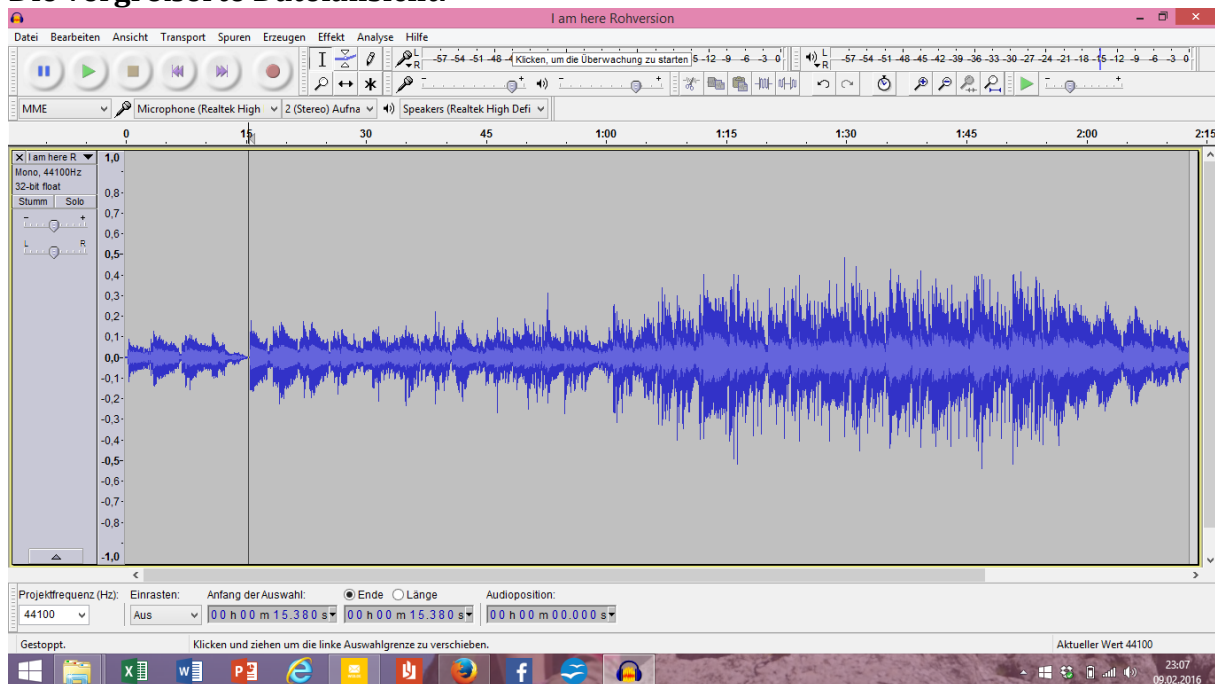 I am here Rohversion
Datei Bearbeiten Ansicht Transport Spuren Erzeugen Effekt Analyse Hilfe
L R -57 -54 -51 -48 Klicken, um die Überwachung zu starten -12 -9 -6 -3 0 L R -57 -54 -51 -48 -45 -42 -39 -36 -33 -30 -27 -24 -21 -18 -15 -12 -9 -6 -3 0
MME Microphone (Realtek High 2 (Stereo) Aufna Speakers (Realtek High Defi
0 15 30 45 1:00 1:15 1:30 1:45 2:00 2:15
I am here R 1,0
Mono, 44100Hz
32-bit float
Stumm Solo 0,8
- + 0,7
0,6
L R 0,5
0,4
0,3
0,2
0,1
0,0
-0,1
-0,2
-0,3
-0,4
-0,5
-0,6
-0,7
-0,8
-1,0
Projektfrequenz (Hz): Einrasten: Anfang der Auswahl: Ende Länge Audioposition:
44100 Aus 00 h 00 m 15.380 s 00 h 00 m 15.380 s 00 h 00 m 00.000 s
Gestoppt. Klicken und ziehen um die linke Auswahlgrenze zu verschieben. Aktueller Wert 44100
23:07
09.02.2016